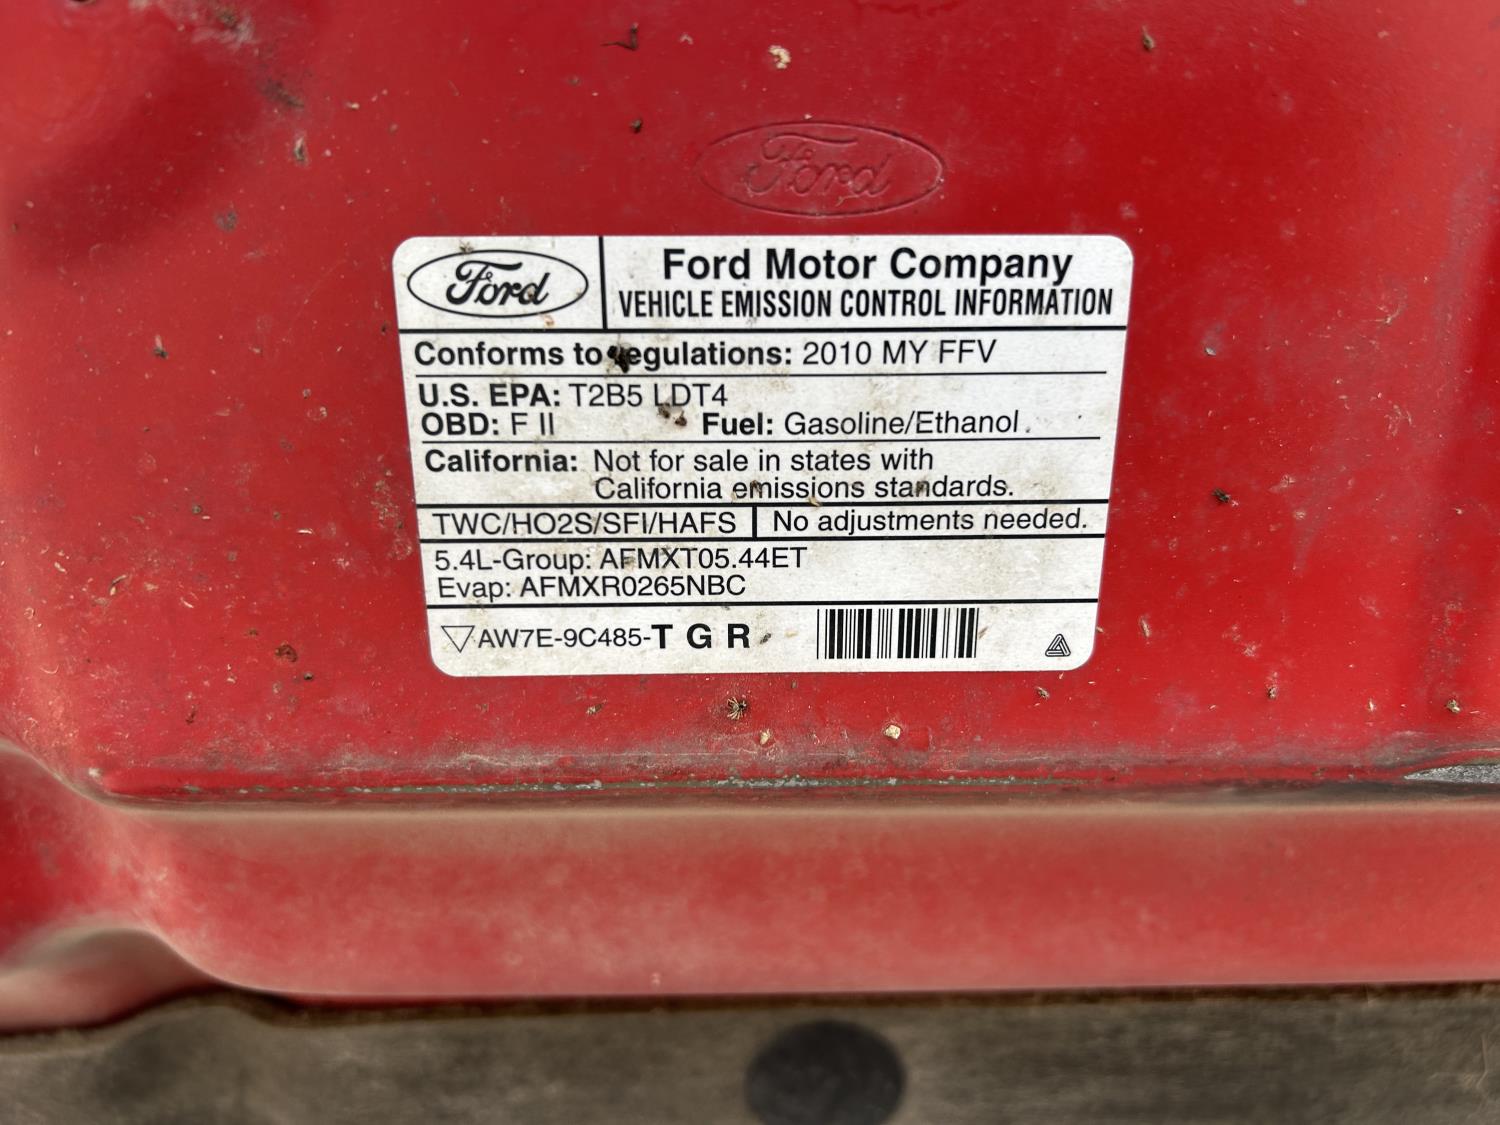 Ford
Ford
Ford Motor Company
VEHICLE EMISSION CONTROL INFORMATION
Conforms to regulations: 2010 MY FFV
U.S. EPA: T2B5 LDT4
OBD: F II Fuel: Gasoline/Ethanol
California: Not for sale in states with
California emissions standards.
TWC/HO2S/SFI/HAFS No adjustments needed.
5.4L-Group: AFMXT05.44ET
Evap: AFMXR0265NBC
AW7E-9C485-T G R